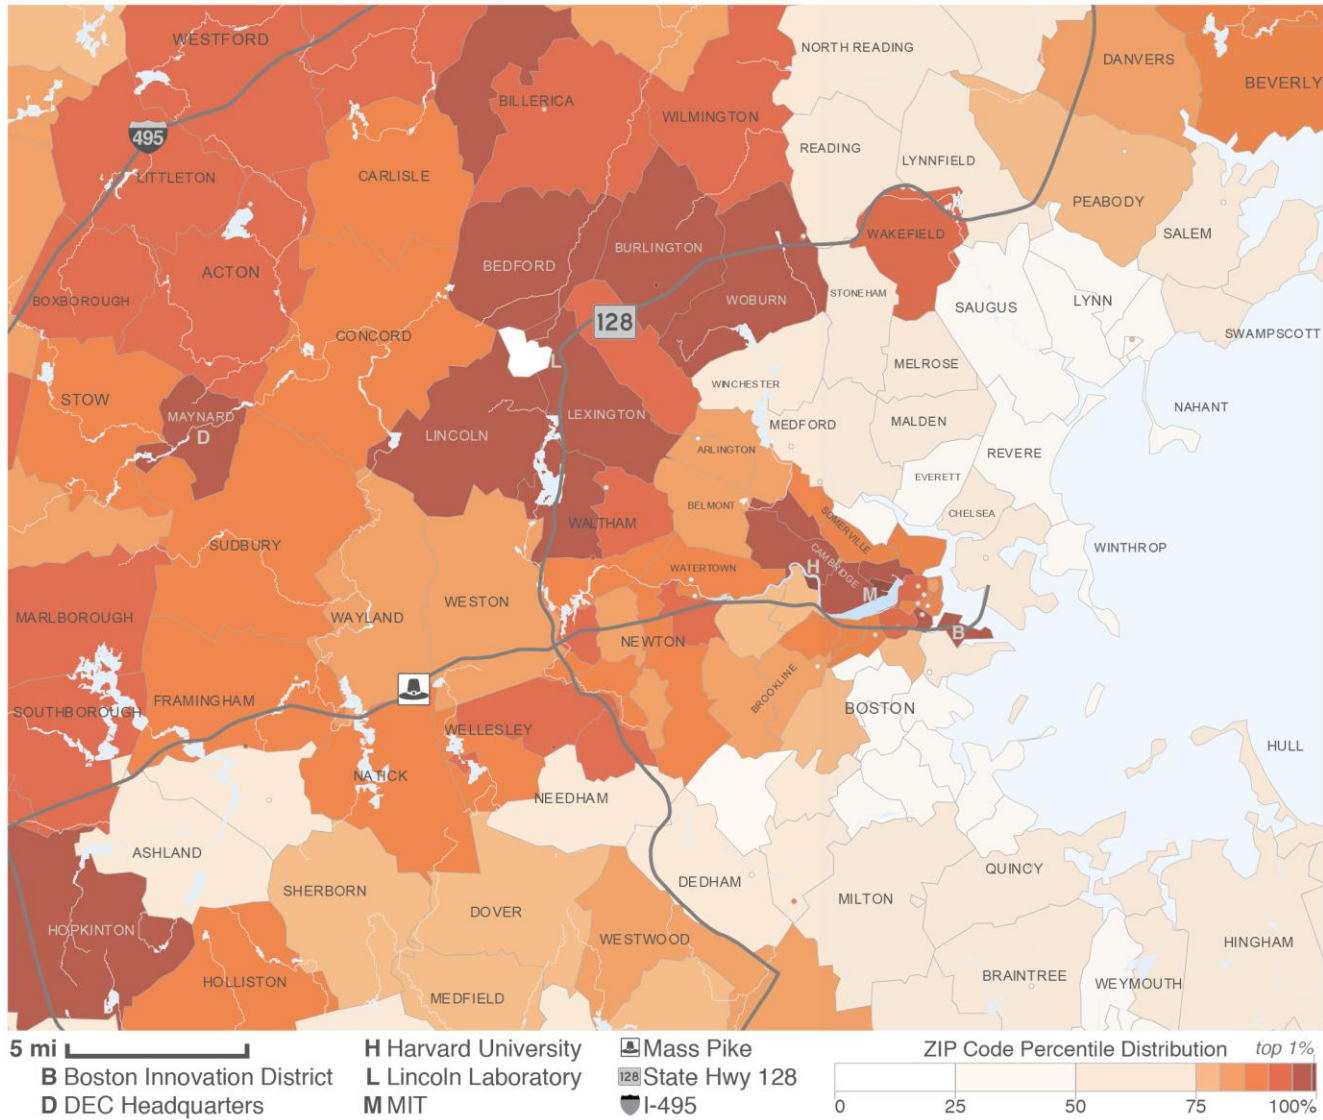 WESTFORD
NORTH READING
DANVERS
BEVERLY
BILLERICA
WILMINGTON
495
READING
LYNNFIELD
LITTLETON
CARLISLE
PEABODY
WAKEFIELD
SALEM
BURLINGTON
BEDFORD
ACTON
BOXBOROUGH
WOBURN
STONEHAM
SAUGUS
LYNN
128
CONCORD
SWAMPSCOTT
L
MELROSE
WINCHESTER
STOW
NAHANT
MAYNARD
D
LEXINGTON
LINCOLN
MEDFORD
MALDEN
ARLINGTON
REVERE
EVERETT
BELMONT
CHELSEA
WALTHAM
SOMERVILLE
SUDBURY
WINTHROP
CAMBRIDGE
H
WATERTOWN
M
WESTON
MARLBOROUGH
WAYLAND
B
NEWTON
BROOKLINE
FRAMINGHAM
BOSTON
SOUTHBOROUGH
WELLESLEY
HULL
NATICK
NEEDHAM
ASHLAND
QUINCY
DEDHAM
SHERBORN
MILTON
DOVER
HOPKINTON
WESTWOOD
HINGHAM
HOLLISTON
BRAINTREE
WEYMOUTH
MEDFIELD
5 mi
B Boston Innovation District
D DEC Headquarters
H Harvard University
L Lincoln Laboratory
M MIT
Mass Pike
128 State Hwy 128
I-495
ZIP Code Percentile Distribution top 1%
0 25 50 75 100%